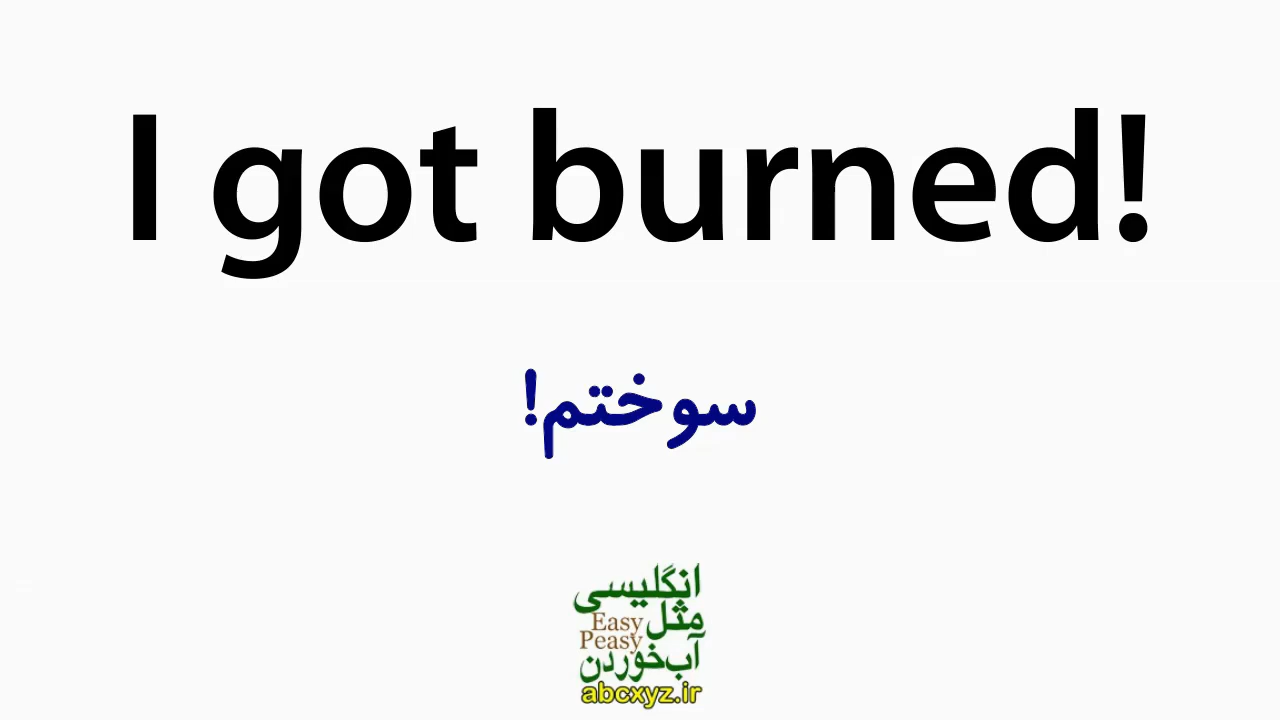 I got burned!
سوختم!
انگلیسی
مثل
Easy
Peasy
آب‌خوردن
abcxyz.ir